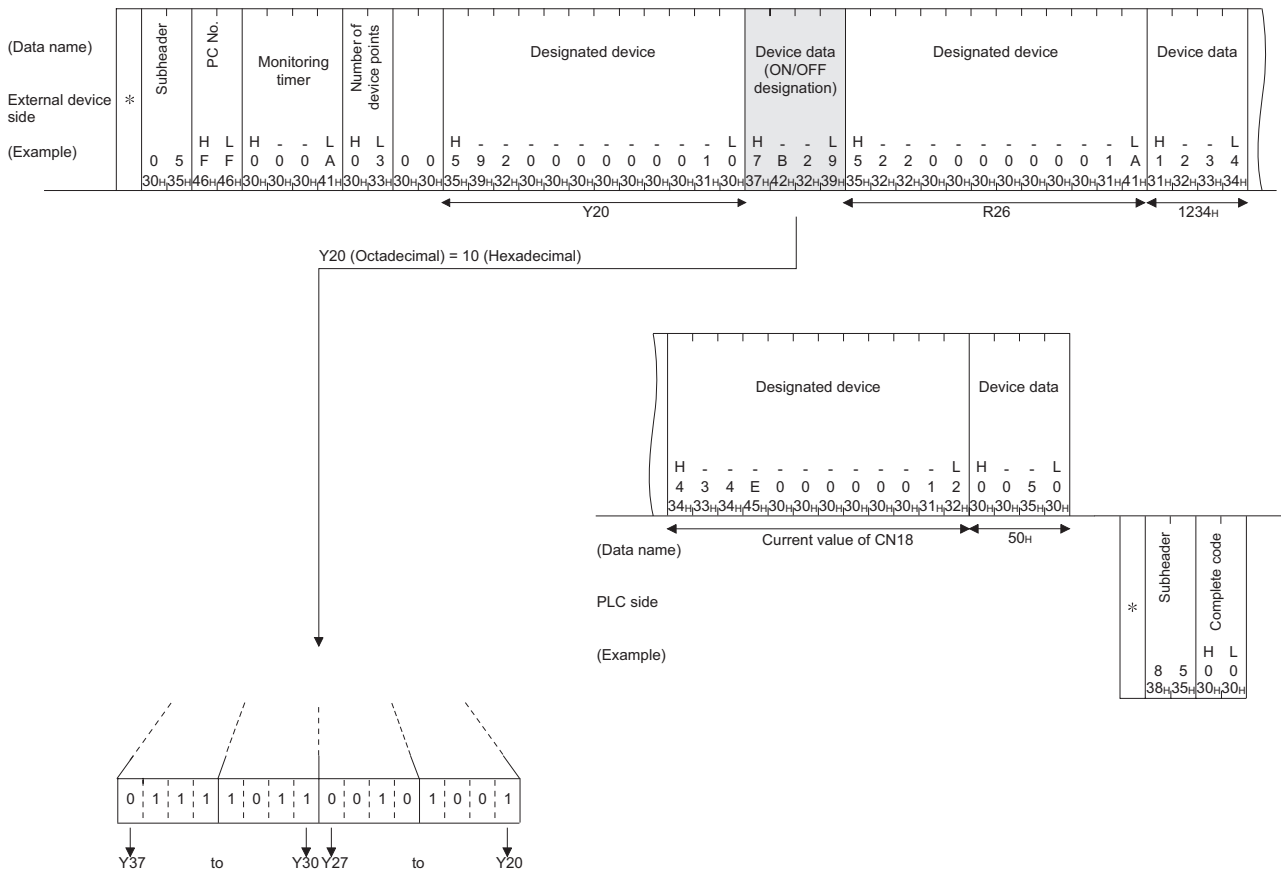 (Data name)
External device side
(Example)
*
Subheader
PC No.
Monitoring timer
Number of device points
Designated device
Device data (ON/OFF designation)
Designated device
Device data
H L H - - L H L H - - - - - - - - - - L H - - L H - - - - - - - - - - L H - - L
0 5 F F 0 0 0 A 0 3 0 0 5 9 2 0 0 0 0 0 0 0 1 0 7 B 2 9 5 2 2 0 0 0 0 0 0 0 1 A 1 2 3 4
30H 35H 46H 46H 30H 30H 30H 41H 30H 33H 30H 30H 35H 39H 32H 30H 30H 30H 30H 30H 30H 30H 31H 30H 37H 42H 32H 39H 35H 32H 32H 30H 30H 30H 30H 30H 30H 30H 31H 41H 31H 32H 33H 34H
Y20
R26
1234H
Y20 (Octadecimal) = 10 (Hexadecimal)
Designated device
Device data
H - - - - - - - - - - L H - - L
4 3 4 E 0 0 0 0 0 0 1 2 0 0 5 0
34H 33H 34H 45H 30H 30H 30H 30H 30H 30H 31H 32H 30H 30H 35H 30H
Current value of CN18
50H
(Data name)
PLC side
(Example)
*
Subheader
Complete code
H L
8 5 0 0
38H 35H 30H 30H
0 1 1 1 1 0 1 1 0 0 1 0 1 0 0 1
Y37 to Y30 Y27 to Y20